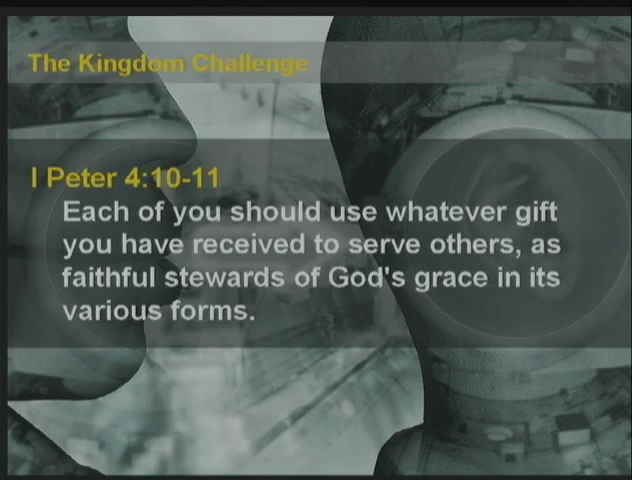 The Kingdom Challenge
I Peter 4:10-11
Each of you should use whatever gift
you have received to serve others, as
faithful stewards of God's grace in its
various forms.